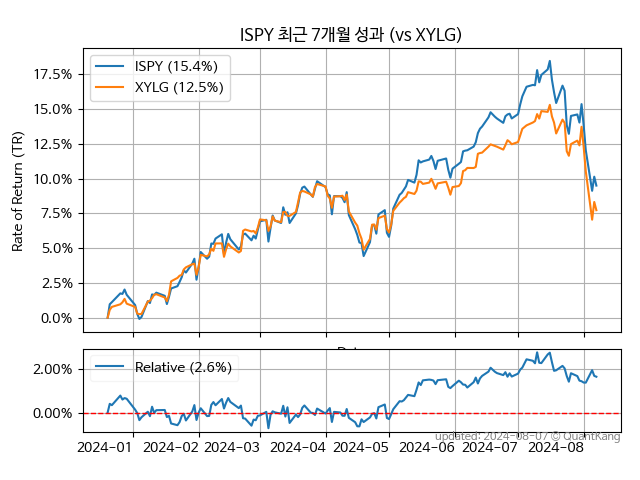 ISPY 최근 7개월 성과 (vs XYLG)
ISPY (15.4%)
XYLG (12.5%)
Rate of Return (TR)
17.5%
15.0%
12.5%
10.0%
7.5%
5.0%
2.5%
0.0%
Relative (2.6%)
2.00%
0.00%
2024-01 2024-02 2024-03 2024-04 2024-05 2024-06 2024-07 2024-08
updated: 2024-08-07 © QuantKang